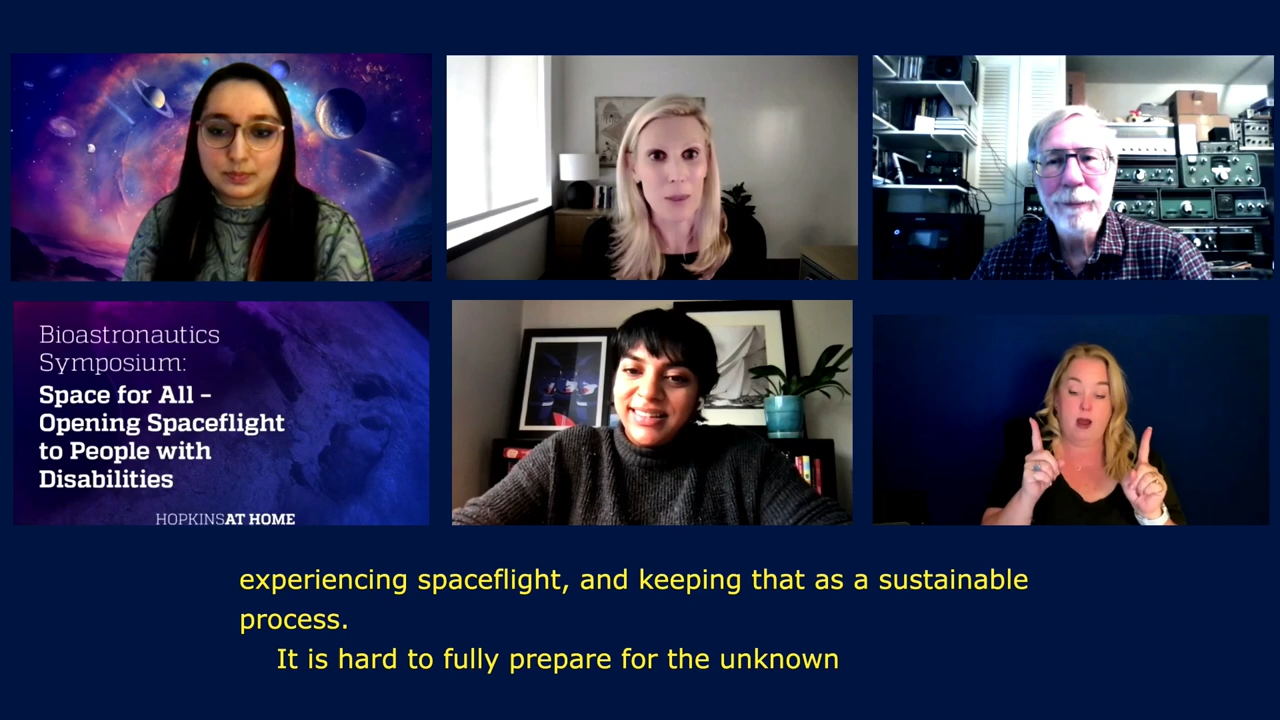 Bioastronautics
Symposium:
Space for All –
Opening Spaceflight
to People with
Disabilities
HOPKINSAT HOME
experiencing spaceflight, and keeping that as a sustainable
process.
It is hard to fully prepare for the unknown